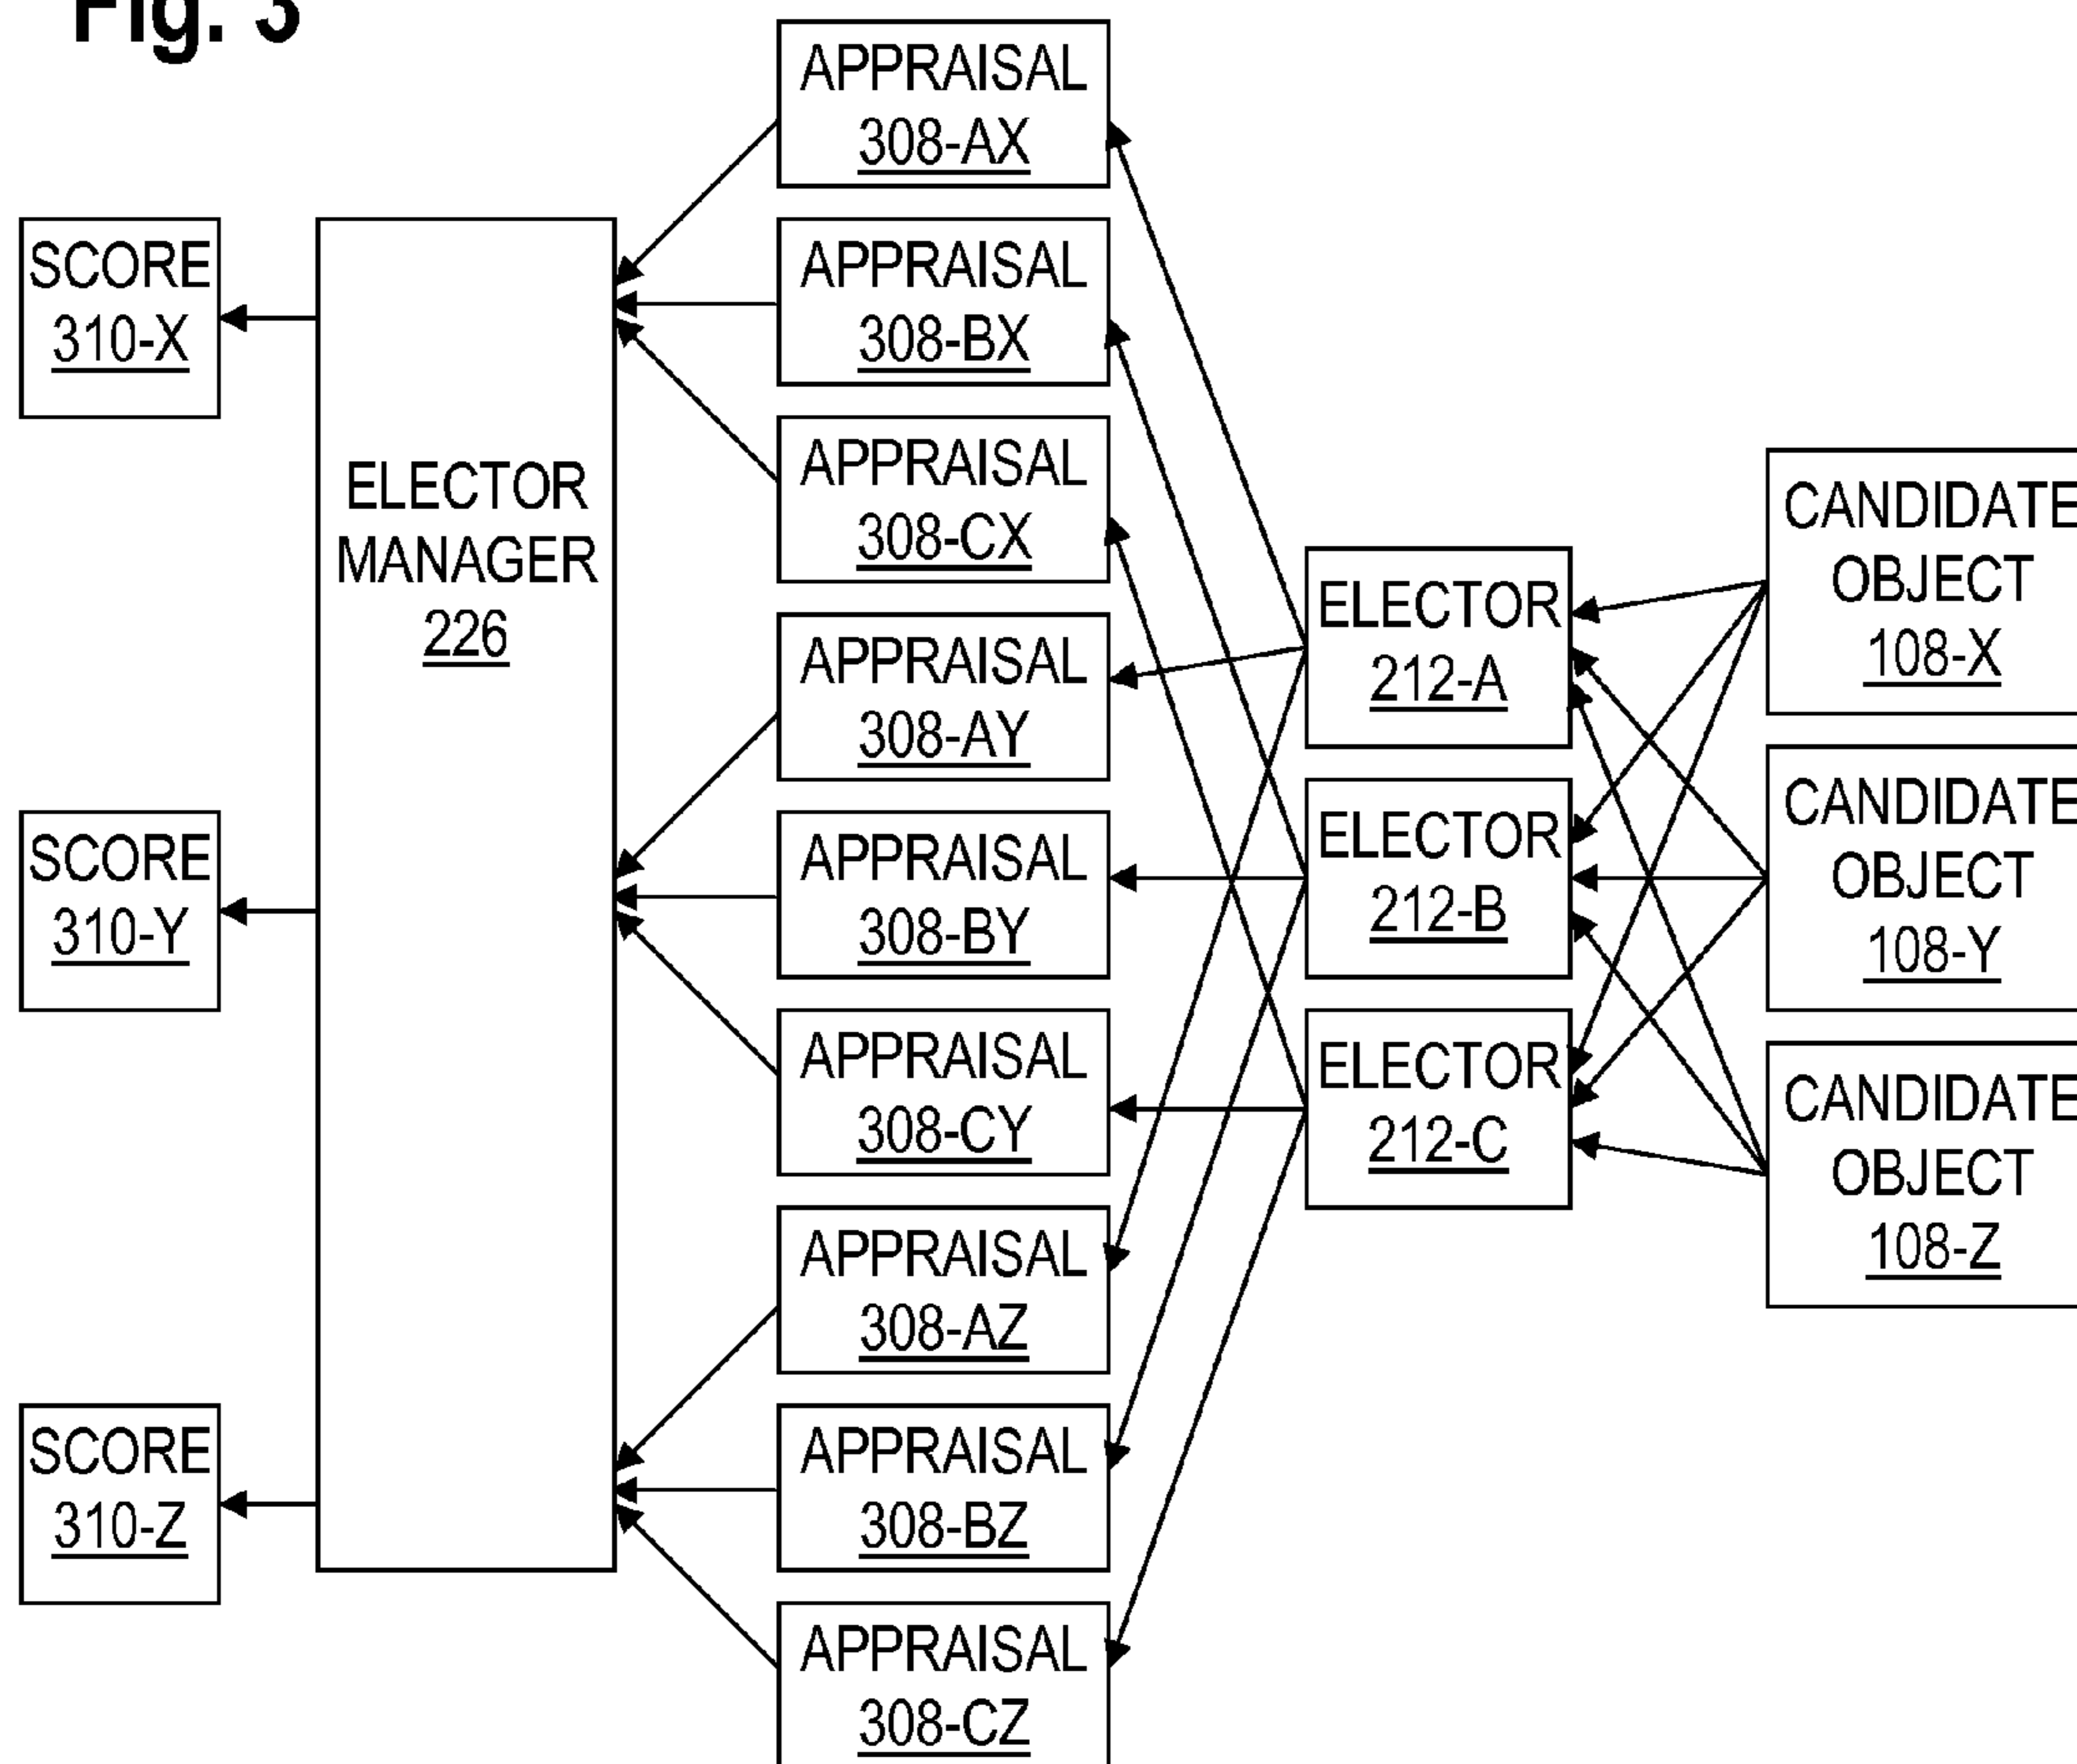 Fig. 3
APPRAISAL
308-AX
APPRAISAL
308-BX
APPRAISAL
308-CX
APPRAISAL
308-AY
APPRAISAL
308-BY
APPRAISAL
308-CY
APPRAISAL
308-AZ
APPRAISAL
308-BZ
APPRAISAL
308-CZ
SCORE
310-X
SCORE
310-Y
SCORE
310-Z
ELECTOR
MANAGER
226
ELECTOR
212-A
ELECTOR
212-B
ELECTOR
212-C
CANDIDATE
OBJECT
108-X
CANDIDATE
OBJECT
108-Y
CANDIDATE
OBJECT
108-Z